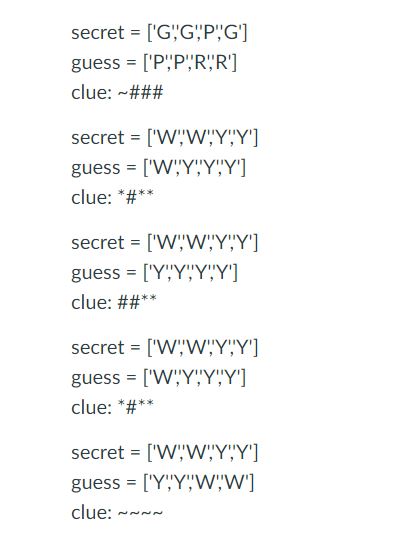 secret = ['G','G','P','G']
guess = ['P','P','R','R']
clue: ~###
secret = ['W','W','Y','Y']
guess = ['W','Y','Y','Y']
clue: *#**
secret = ['W','W','Y','Y']
guess = ['Y','Y','Y','Y']
clue: ##**
secret = ['W','W','Y','Y']
guess = ['W','Y','Y','Y']
clue: *#**
secret = ['W','W','Y','Y']
guess = ['Y','Y','W','W']
clue: ~~~~